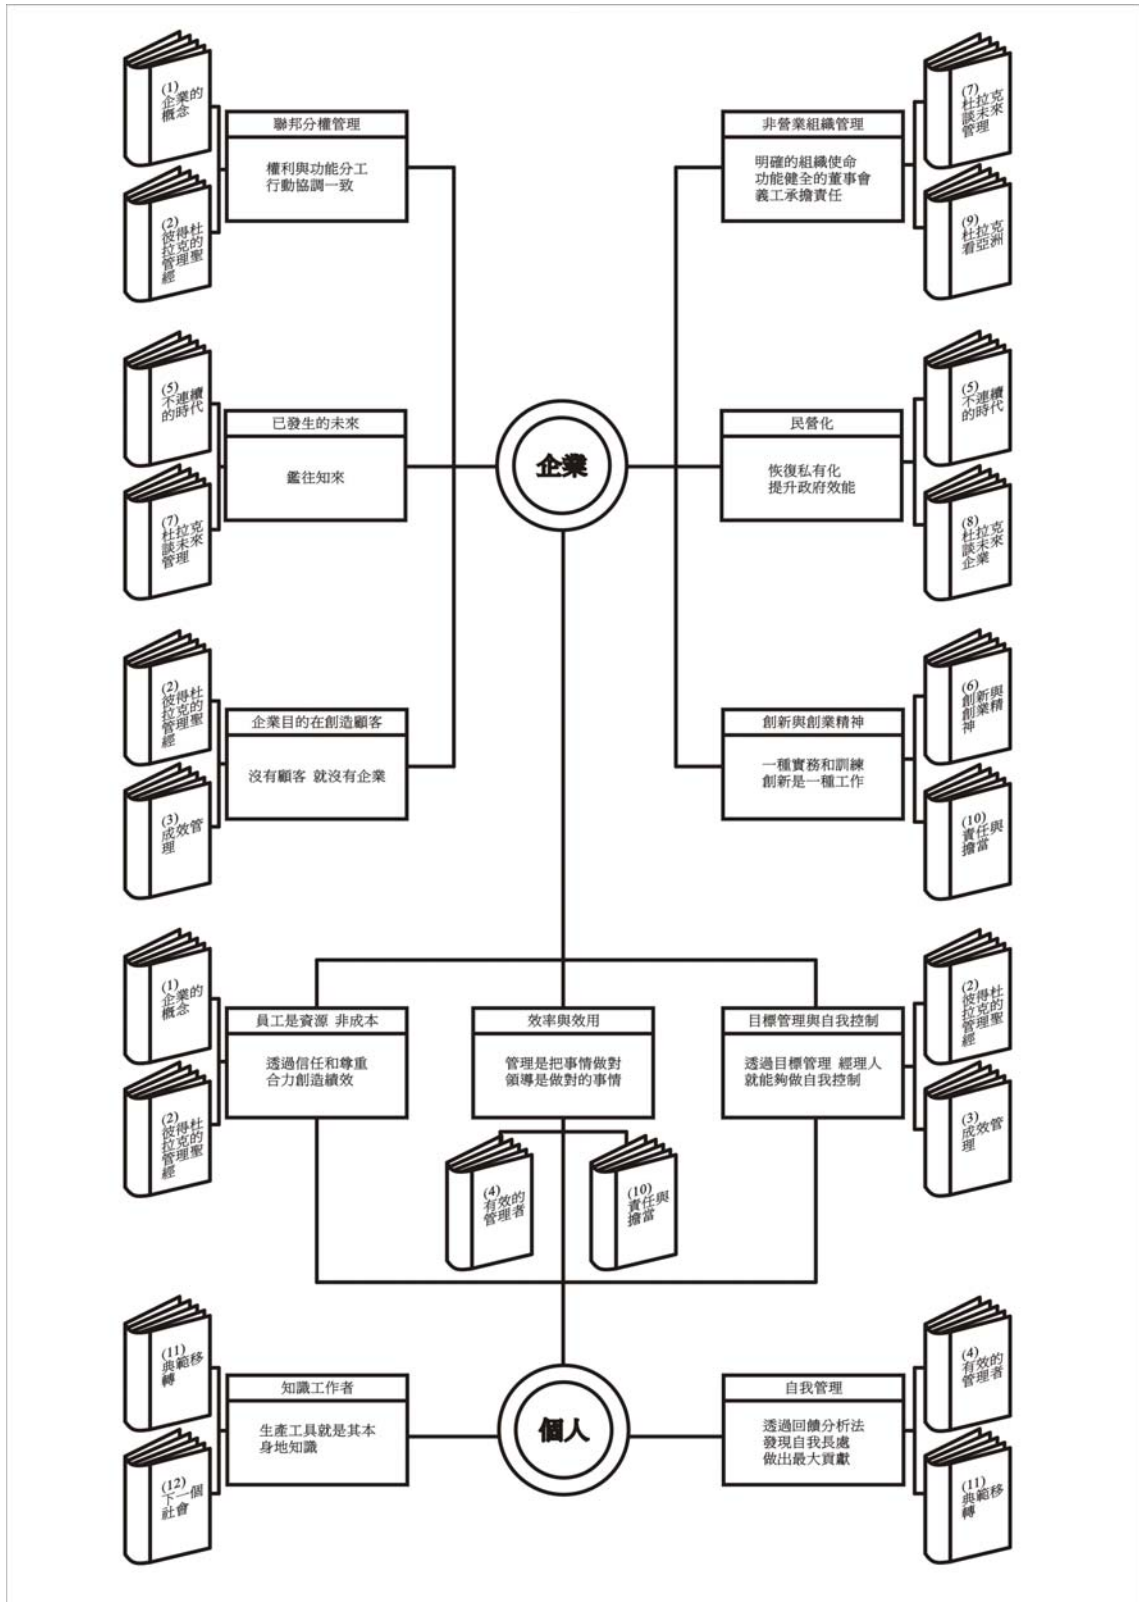 (1)
企業的
概念
(2)
彼得杜
拉克的
管理聖
經
聯邦分權管理
權利與功能分工
行動協調一致
非營業組織管理
明確的組織使命
功能健全的董事會
義工承擔責任
(7)
杜拉克
談未來
管理
(9)
杜拉克
看亞洲
(5)
不連續
的時代
(7)
杜拉克
談未來
管理
已發生的未來
鑑往知來
企業
民營化
恢復私有化
提升政府效能
(5)
不連續
的時代
(8)
杜拉克
談未來
企業
(2)
彼得杜
拉克的
管理聖
經
(3)
成效管
理
企業目的在創造顧客
沒有顧客 就沒有企業
創新與創業精神
一種實務和訓練
創新是一種工作
(6)
創新與
創業精
神
(10)
責任與
擔當
(1)
企業的
概念
(2)
彼得杜
拉克的
管理聖
經
員工是資源 非成本
透過信任和尊重
合力創造績效
效率與效用
管理是把事情做對
領導是做對的事情
(4)
有效的
管理者
(10)
責任與
擔當
目標管理與自我控制
透過目標管理 經理人
就能夠做自我控制
(2)
彼得杜
拉克的
管理聖
經
(3)
成效管
理
(11)
典範移
轉
(12)
下一個
社會
知識工作者
生產工具就是其本
身地知識
個人
自我管理
透過回饋分析法
發現自我長處
做出最大貢獻
(4)
有效的
管理者
(11)
典範移
轉